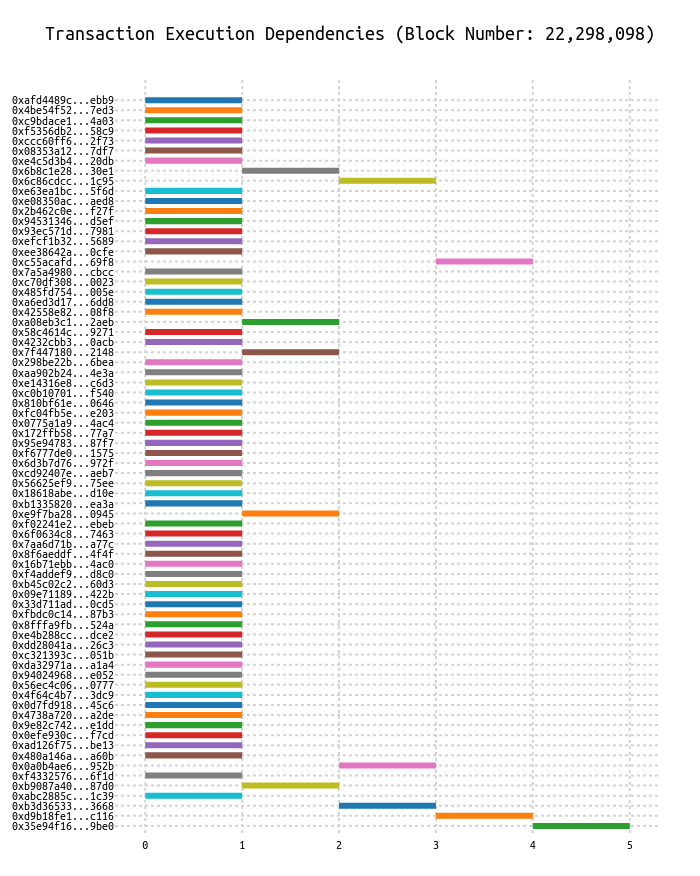 Transaction Execution Dependencies (Block Number: 22,298,098)
0xafd4489c...ebb9
0x4be54f52...7ed3
0xc9bdace1...4a03
0xf5356db2...58c9
0xccc60ff6...2f73
0x08353a12...7df7
0xe4c5d3b4...20db
0x6b8c1e28...30e1
0x6c86cdcc...1c95
0xe63ea1bc...5f6d
0xe08350ac...aed8
0x2b462c0e...f27f
0x94531346...d5ef
0x93ec571d...7981
0xefcf1b32...5689
0xee38642a...0cfe
0xc55acafd...69f8
0x7a5a4980...cbcc
0xc70df308...0023
0x485fd754...005e
0xa6ed3d17...6dd8
0x42558e82...08f8
0xa08eb3c1...2aeb
0x58c4614c...9271
0x4232cbb3...0acb
0x7f447180...2148
0x298be22b...6bea
0xaa902b24...4e3a
0xe14316e8...c6d3
0xc0b10701...f540
0x810bf61e...0646
0xfc04fb5e...e203
0x0775a1a9...4ac4
0x172ffb58...77a7
0x95e94783...87f7
0xf6777de0...1575
0x6d3b7d76...972f
0xcd92407e...aeb7
0x56625ef9...75ee
0x18618abe...d10e
0xb1335820...ea3a
0xe9f7ba28...0945
0xf02241e2...ebeb
0x6f0634c8...7463
0x7aa6d71b...a77c
0x8f6aeddf...4f4f
0x16b71ebb...4ac0
0xf4addef9...d8c0
0xb45c02c2...60d3
0x09e71189...422b
0x33d711ad...0cd5
0xfbdc0c14...87b3
0x8fffa9fb...524a
0xe4b288cc...dce2
0xdd28041a...26c3
0xc321393c...051b
0xda32971a...a1a4
0x94024968...e052
0x56ec4c06...0777
0x4f64c4b7...3dc9
0x0d7fd918...45c6
0x4738a720...a2de
0x9e82c742...e1dd
0x0efe930c...f7cd
0xad126f75...be13
0x480a146a...a60b
0x0a0b4ae6...952b
0xf4332576...6f1d
0xb9087a40...87d0
0xabc2885c...1c39
0xb3d36533...3668
0xd9b18fe1...c116
0x35e94f16...9be0
0 1 2 3 4 5